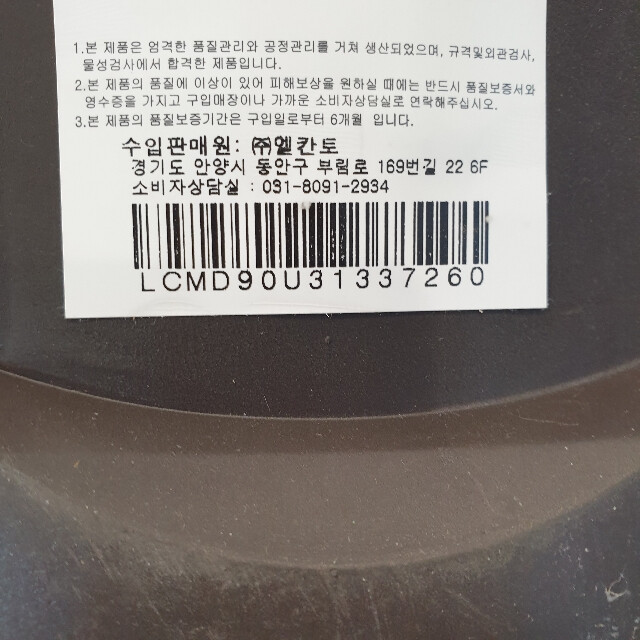 1.본 제품은 엄격한 품질관리와 공정관리를 거쳐 생산되었으며, 규격및외관검사,
물성검사에서 합격한 제품입니다.
2.본 제품의 품질에 이상이 있어 피해보상을 원하실 때에는 반드시 품질보증서와
영수증을 가지고 구입매장이나 가까운 소비자상담실로 연락해주십시오.
3.본 제품의 품질보증기간은 구입일로부터 6개월 입니다.
수입판매원: ㈜엘칸토
경기도 안양시 동안구 부림로 169번길 22 6F
소비자상담실 : 031-8091-2934
LCMD90U31337260